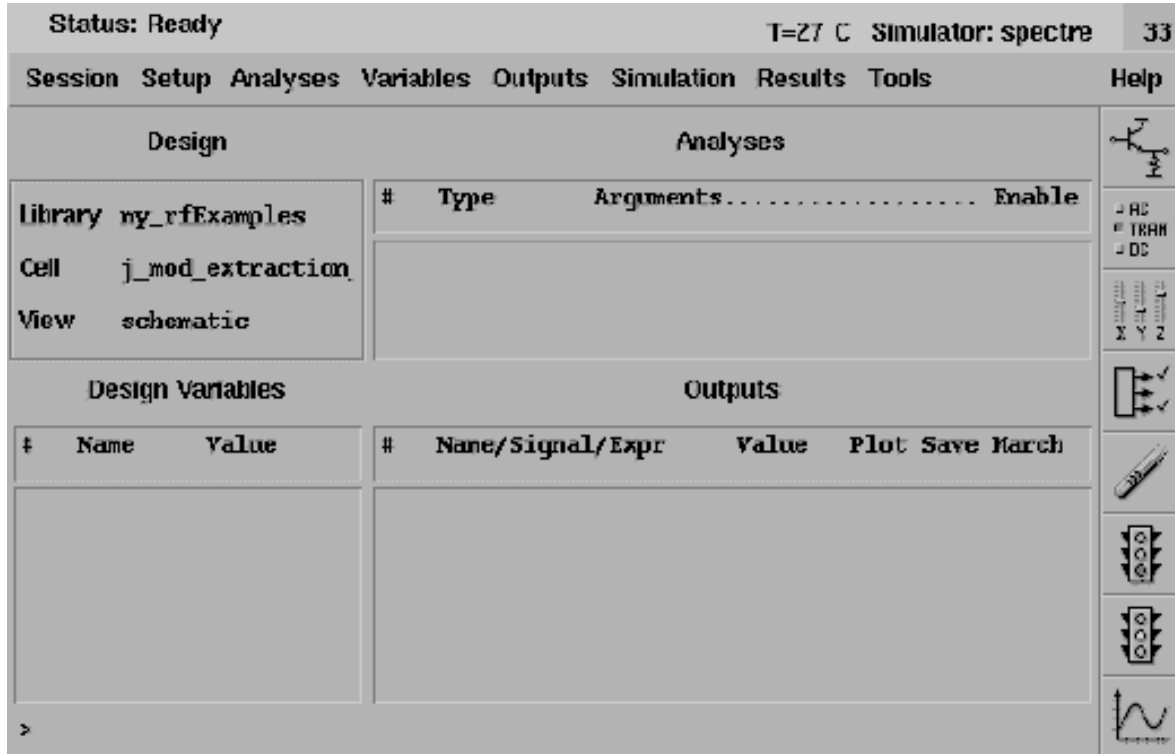 Status: Ready T=27 C Simulator: spectre 33
Session Setup Analyses Variables Outputs Simulation Results Tools Help
Design
Analyses
Library my_rfExamples
Cell j_mod_extraction_
View schematic
# Type Arguments.................. Enable
AC
TRAN
DC
X Y Z
Design Variables
Outputs
# Name Value
# Name/Signal/Expr Value Plot Save March
>